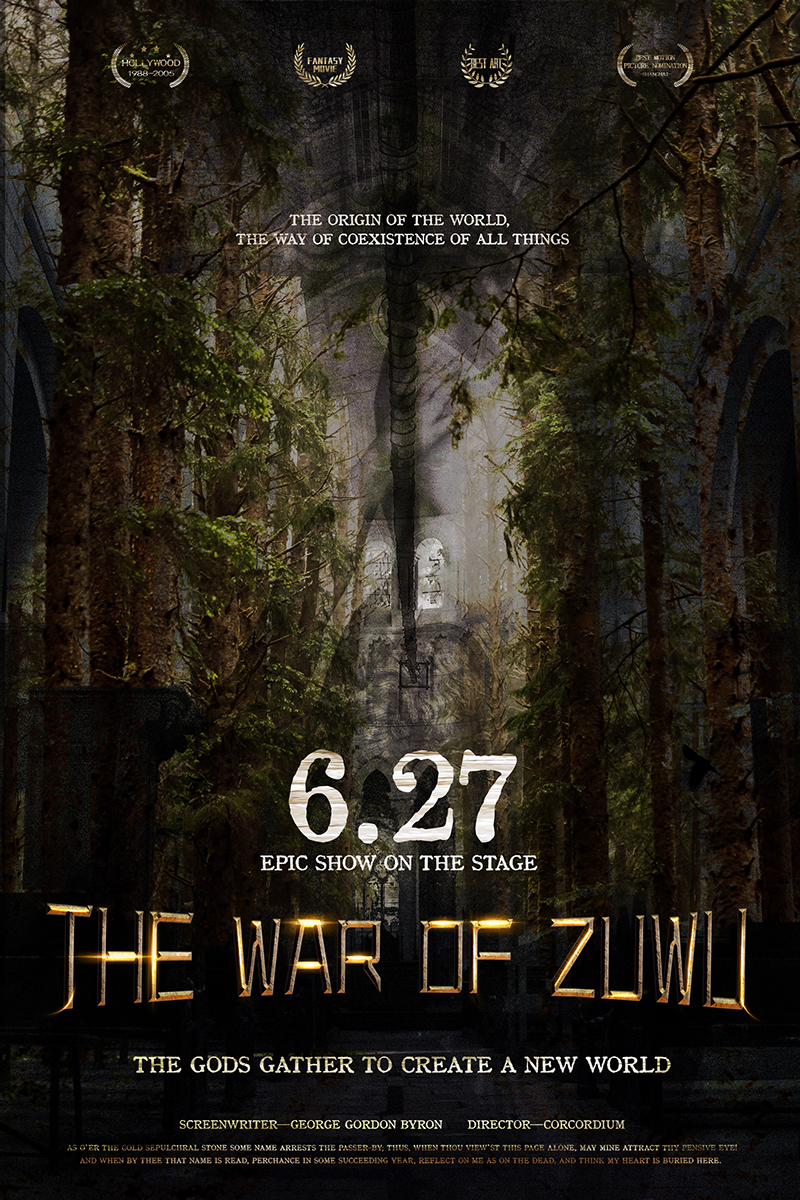 HOLLYWOOD
1988-2005
FANTASY
MOVIE
BEST ART
BEST MOTION
PICTURE NOMINATION
SHANGHAI
THE ORIGIN OF THE WORLD,
THE WAY OF COEXISTENCE OF ALL THINGS
6.27
EPIC SHOW ON THE STAGE
THE WAR OF ZUWU
THE GODS GATHER TO CREATE A NEW WORLD
SCREENWRITER—GEORGE GORDON BYRON DIRECTOR—CORCORDIUM
AS O'ER THE COLD SEPULCHRAL STONE SOME NAME ARRESTS THE PASSER-BY; THUS, WHEN THOU VIEW'ST THIS PAGE ALONE, MAY MINE ATTRACT THY PENSIVE EYE!
AND WHEN BY THEE THAT NAME IS READ, PERCHANCE IN SOME SUCCEEDING YEAR, REFLECT ON ME AS ON THE DEAD, AND THINK MY HEART IS BURIED HERE.